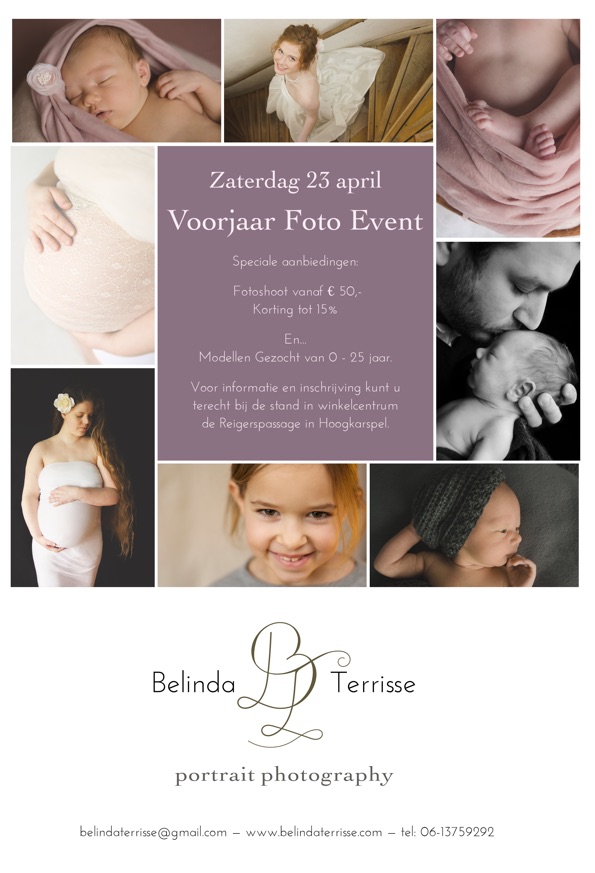 Zaterdag 23 april
Voorjaar Foto Event
Speciale aanbiedingen:
Fotoshoot vanaf € 50,-
Korting tot 15%
En...
Modellen Gezocht van 0 - 25 jaar.
Voor informatie en inschrijving kunt u
terecht bij de stand in winkelcentrum
de Reigerspassage in Hoogkarspel.
Belinda BT Terrisse
portrait photography
belindaterrisse@gmail.com – www.belindaterrisse.com – tel: 06-13759292